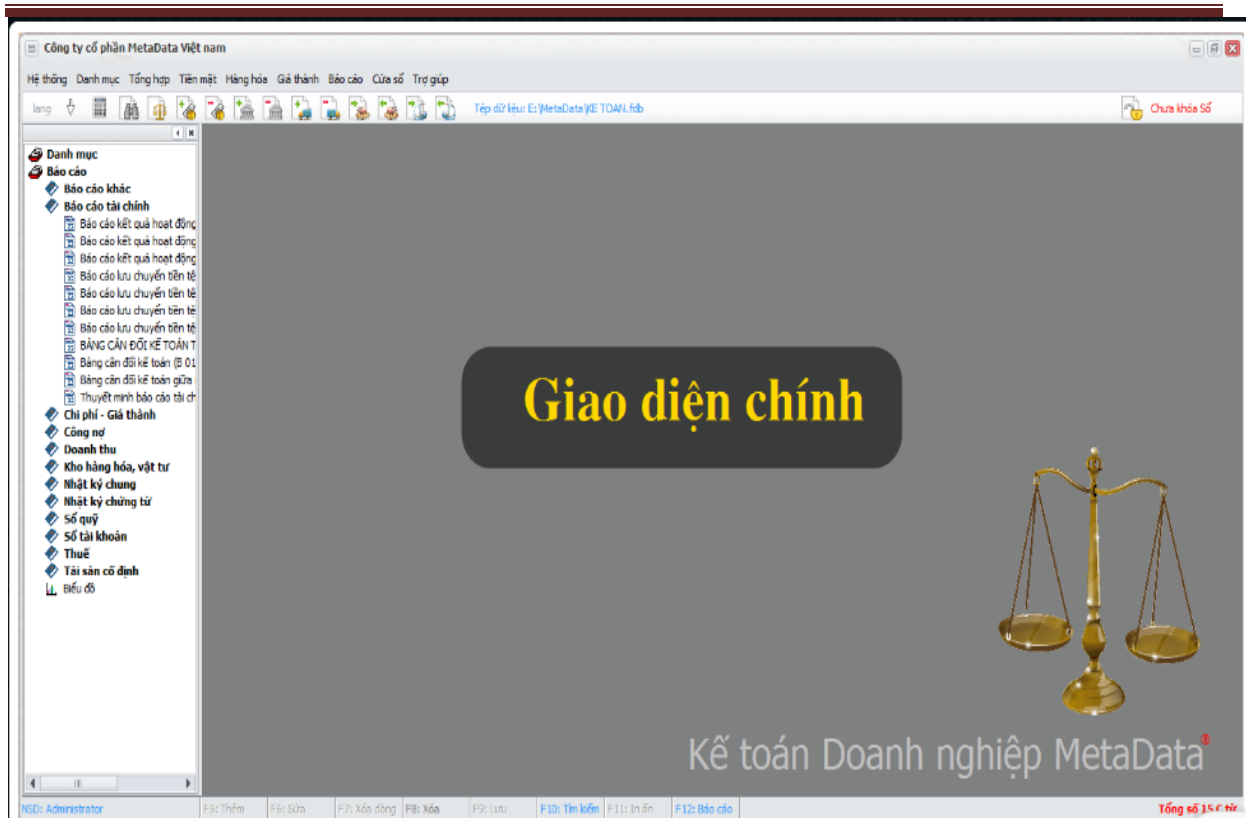 Công ty cổ phần MetaData Việt nam
Hệ thống Danh mục Tổng hợp Tiền mặt Hàng hóa Giá thành Báo cáo Cửa sổ Trợ giúp
lang Tệp dữ liệu: E:\MetaData\KE TOAN.fdb Chưa khóa Sổ
Danh mục
Báo cáo
Báo cáo khác
Báo cáo tài chính
Báo cáo kết quả hoạt động
Báo cáo kết quả hoạt động
Báo cáo kết quả hoạt động
Báo cáo lưu chuyển tiền tệ
Báo cáo lưu chuyển tiền tệ
Báo cáo lưu chuyển tiền tệ
Báo cáo lưu chuyển tiền tệ
BẢNG CÂN ĐỐI KẾ TOÁN T
Bảng cân đối kế toán (B 01
Bảng cân đối kế toán giữa
Thuyết minh báo cáo tài ch
Chi phí - Giá thành
Công nợ
Doanh thu
Kho hàng hóa, vật tư
Nhật ký chung
Nhật ký chứng từ
Sổ quỹ
Sổ tài khoản
Thuế
Tài sản cố định
Biểu đồ
Giao diện chính
Kế toán Doanh nghiệp MetaData®
NSD: Administrator F5: Thêm F6: Sửa F7: Xóa dòng F8: Xóa F9: Lưu F10: Tìm kiếm F11: In ấn F12: Báo cáo Tổng số 15